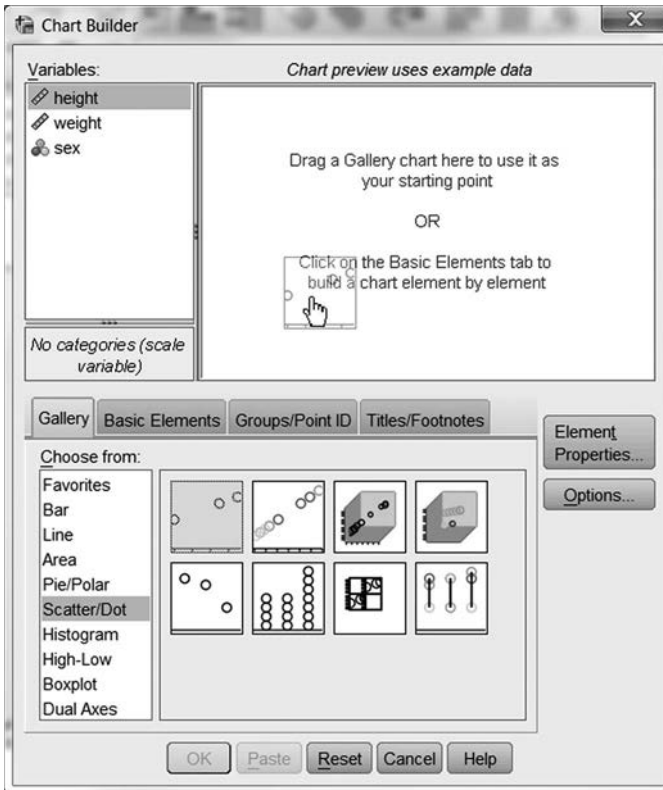 Chart Builder
X
Variables:
Chart preview uses example data
height
weight
sex
Drag a Gallery chart here to use it as
your starting point
OR
Click on the Basic Elements tab to
build a chart element by element
No categories (scale
variable)
Gallery
Basic Elements
Groups/Point ID
Titles/Footnotes
Element
Properties...
Options...
Choose from:
Favorites
Bar
Line
Area
Pie/Polar
Scatter/Dot
Histogram
High-Low
Boxplot
Dual Axes
OK
Paste
Reset
Cancel
Help